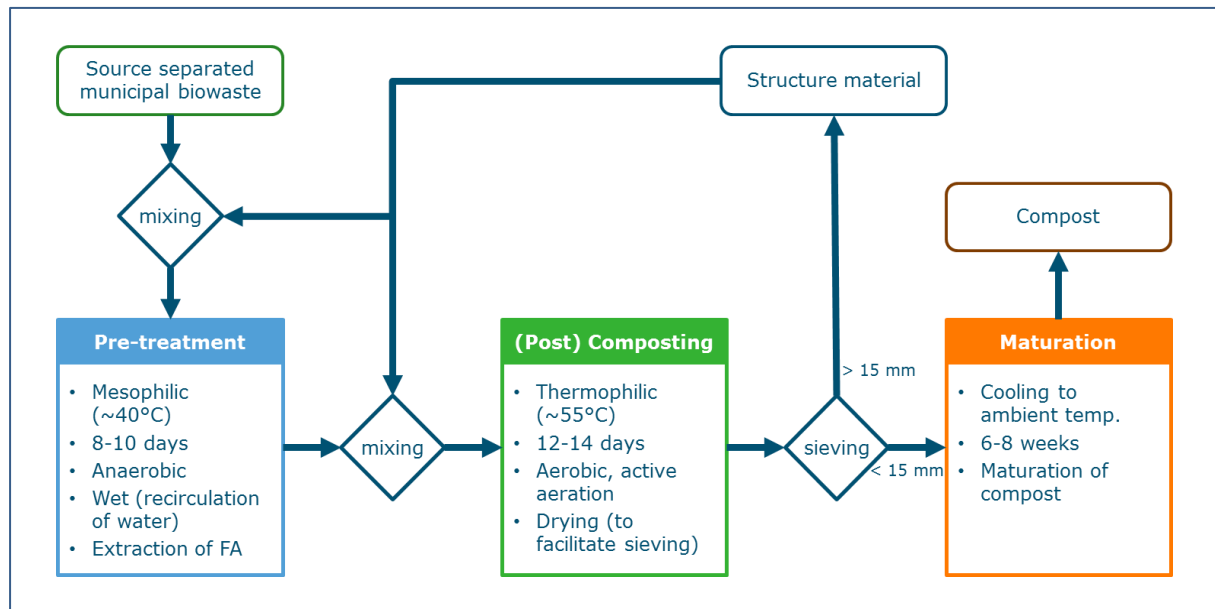 Source separated
municipal biowaste
Structure material
mixing
Compost
Pre-treatment
• Mesophilic
(~40°C)
• 8-10 days
• Anaerobic
• Wet (recirculation
of water)
• Extraction of FA
mixing
(Post) Composting
• Thermophilic
(~55°C)
• 12-14 days
• Aerobic, active
aeration
• Drying (to
facilitate sieving)
> 15 mm
sieving
< 15 mm
Maturation
• Cooling to
ambient temp.
• 6-8 weeks
• Maturation of
compost